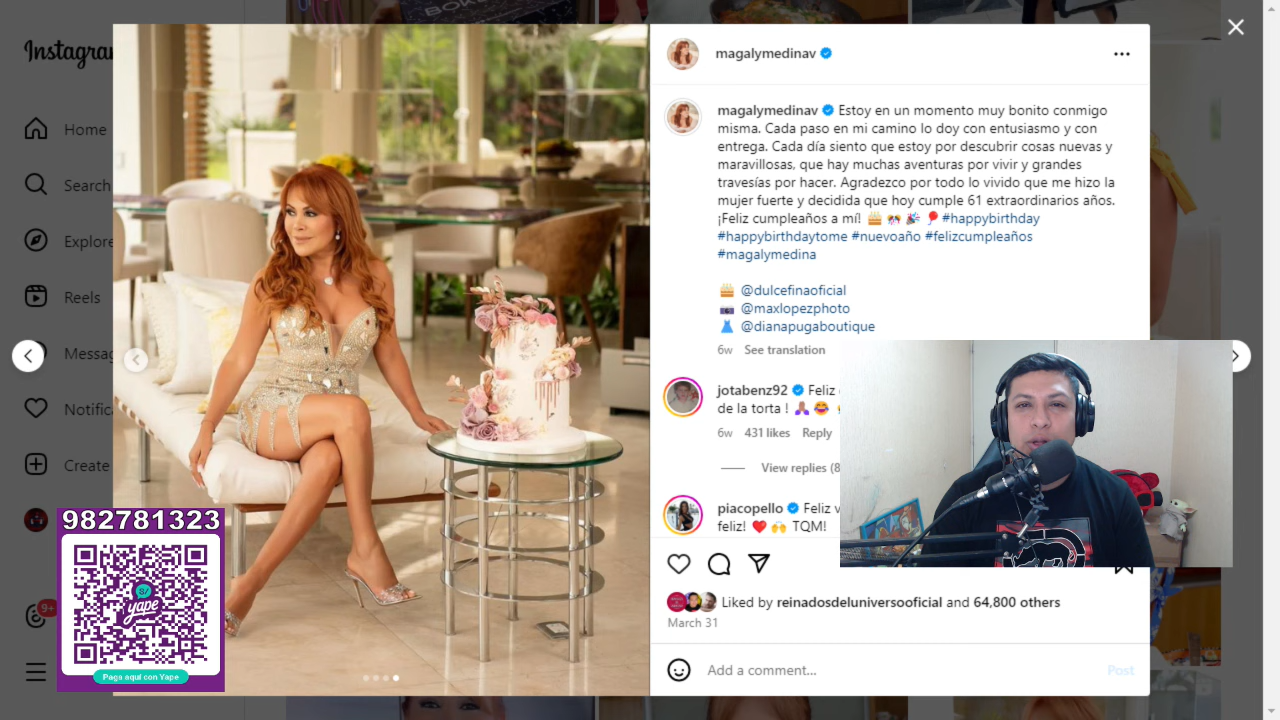 Instagram
Home
Search
Explore
Reels
Messag
Notifica
Create
9+
982781323
S/
yape
Paga aquí con Yape
BOKE
magalymedinav
magalymedinav Estoy en un momento muy bonito conmigo
misma. Cada paso en mi camino lo doy con entusiasmo y con
entrega. Cada día siento que estoy por descubrir cosas nuevas y
maravillosas, que hay muchas aventuras por vivir y grandes
travesías por hacer. Agradezco por todo lo vivido que me hizo la
mujer fuerte y decidida que hoy cumple 61 extraordinarios años.
¡Feliz cumpleaños a mí! 🎂 🎊 🎉 🎈 #happybirthday
#happybirthdaytome #nuevoaño #felizcumpleaños
#magalymedina
🎂 @dulcefinaoficial
📷 @maxlopezphoto
👗 @dianapugaboutique
6w See translation
jotabenz92 Feliz
de la torta ! 🙏🏽 😂
6w 431 likes Reply
View replies (8
piacopello Feliz v
feliz! ❤️ 🙌 TQM!
Liked by reinadosdeluniversooficial and 64,800 others
March 31
Add a comment...
Post